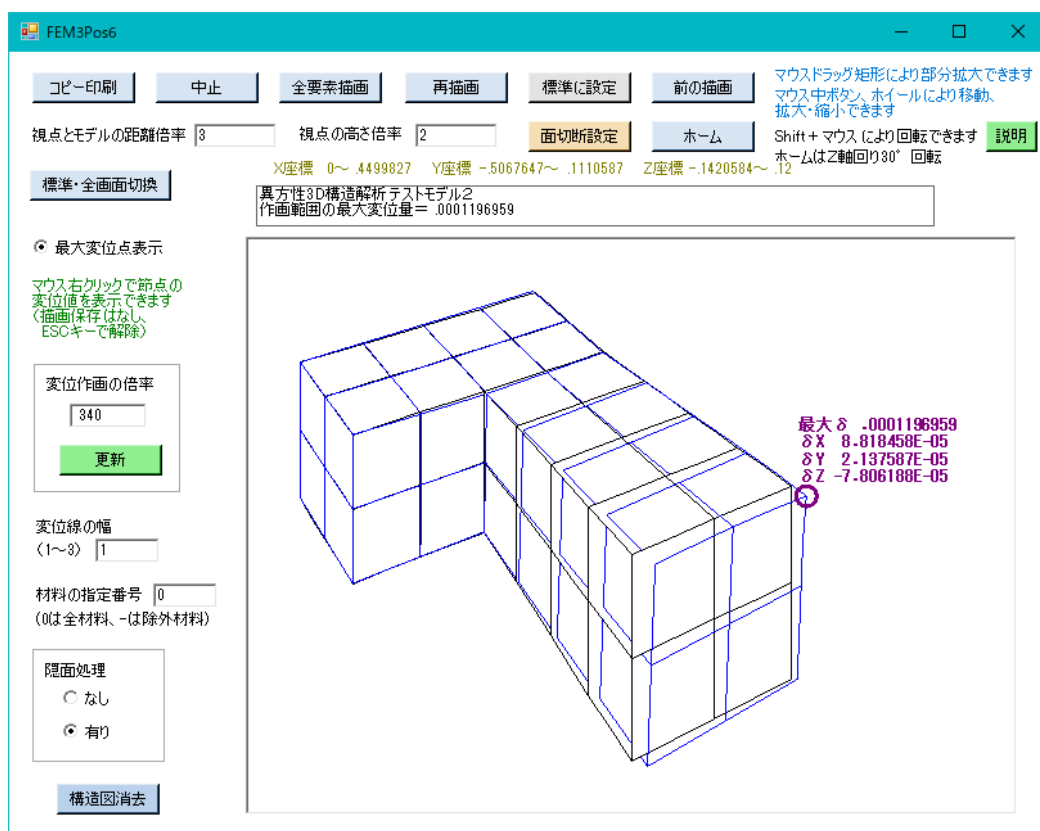 FEM3Pos6
コピー印刷 中止 全要素描画 再描画 標準に設定 前の描画
マウスドラッグ矩形により部分拡大できます
マウス中ボタン、ホイールにより移動、
拡大・縮小できます
視点とモデルの距離倍率 3 視点の高さ倍率 2 面切断設定 ホーム
Shift+マウス により回転できます 説明
ホームはZ軸回り30° 回転
標準・全画面切換
X座標 0～ .4499827 Y座標 -.5067647～ .1110587 Z座標 -.1420584～ .12
異方性3D構造解析テストモデル2
作画範囲の最大変位量＝ .0001196959
最大変位点表示
マウス右クリックで節点の
変位値を表示できます
(描画保存はなし、
ESCキーで解除)
変位作画の倍率
340
更新
最大δ .0001196959
δX 8.818458E-05
δY 2.137587E-05
δZ -7.806188E-05
変位線の幅
(1～3) 1
材料の指定番号 0
(0は全材料、-は除外材料)
隠面処理
なし
有り
構造図消去